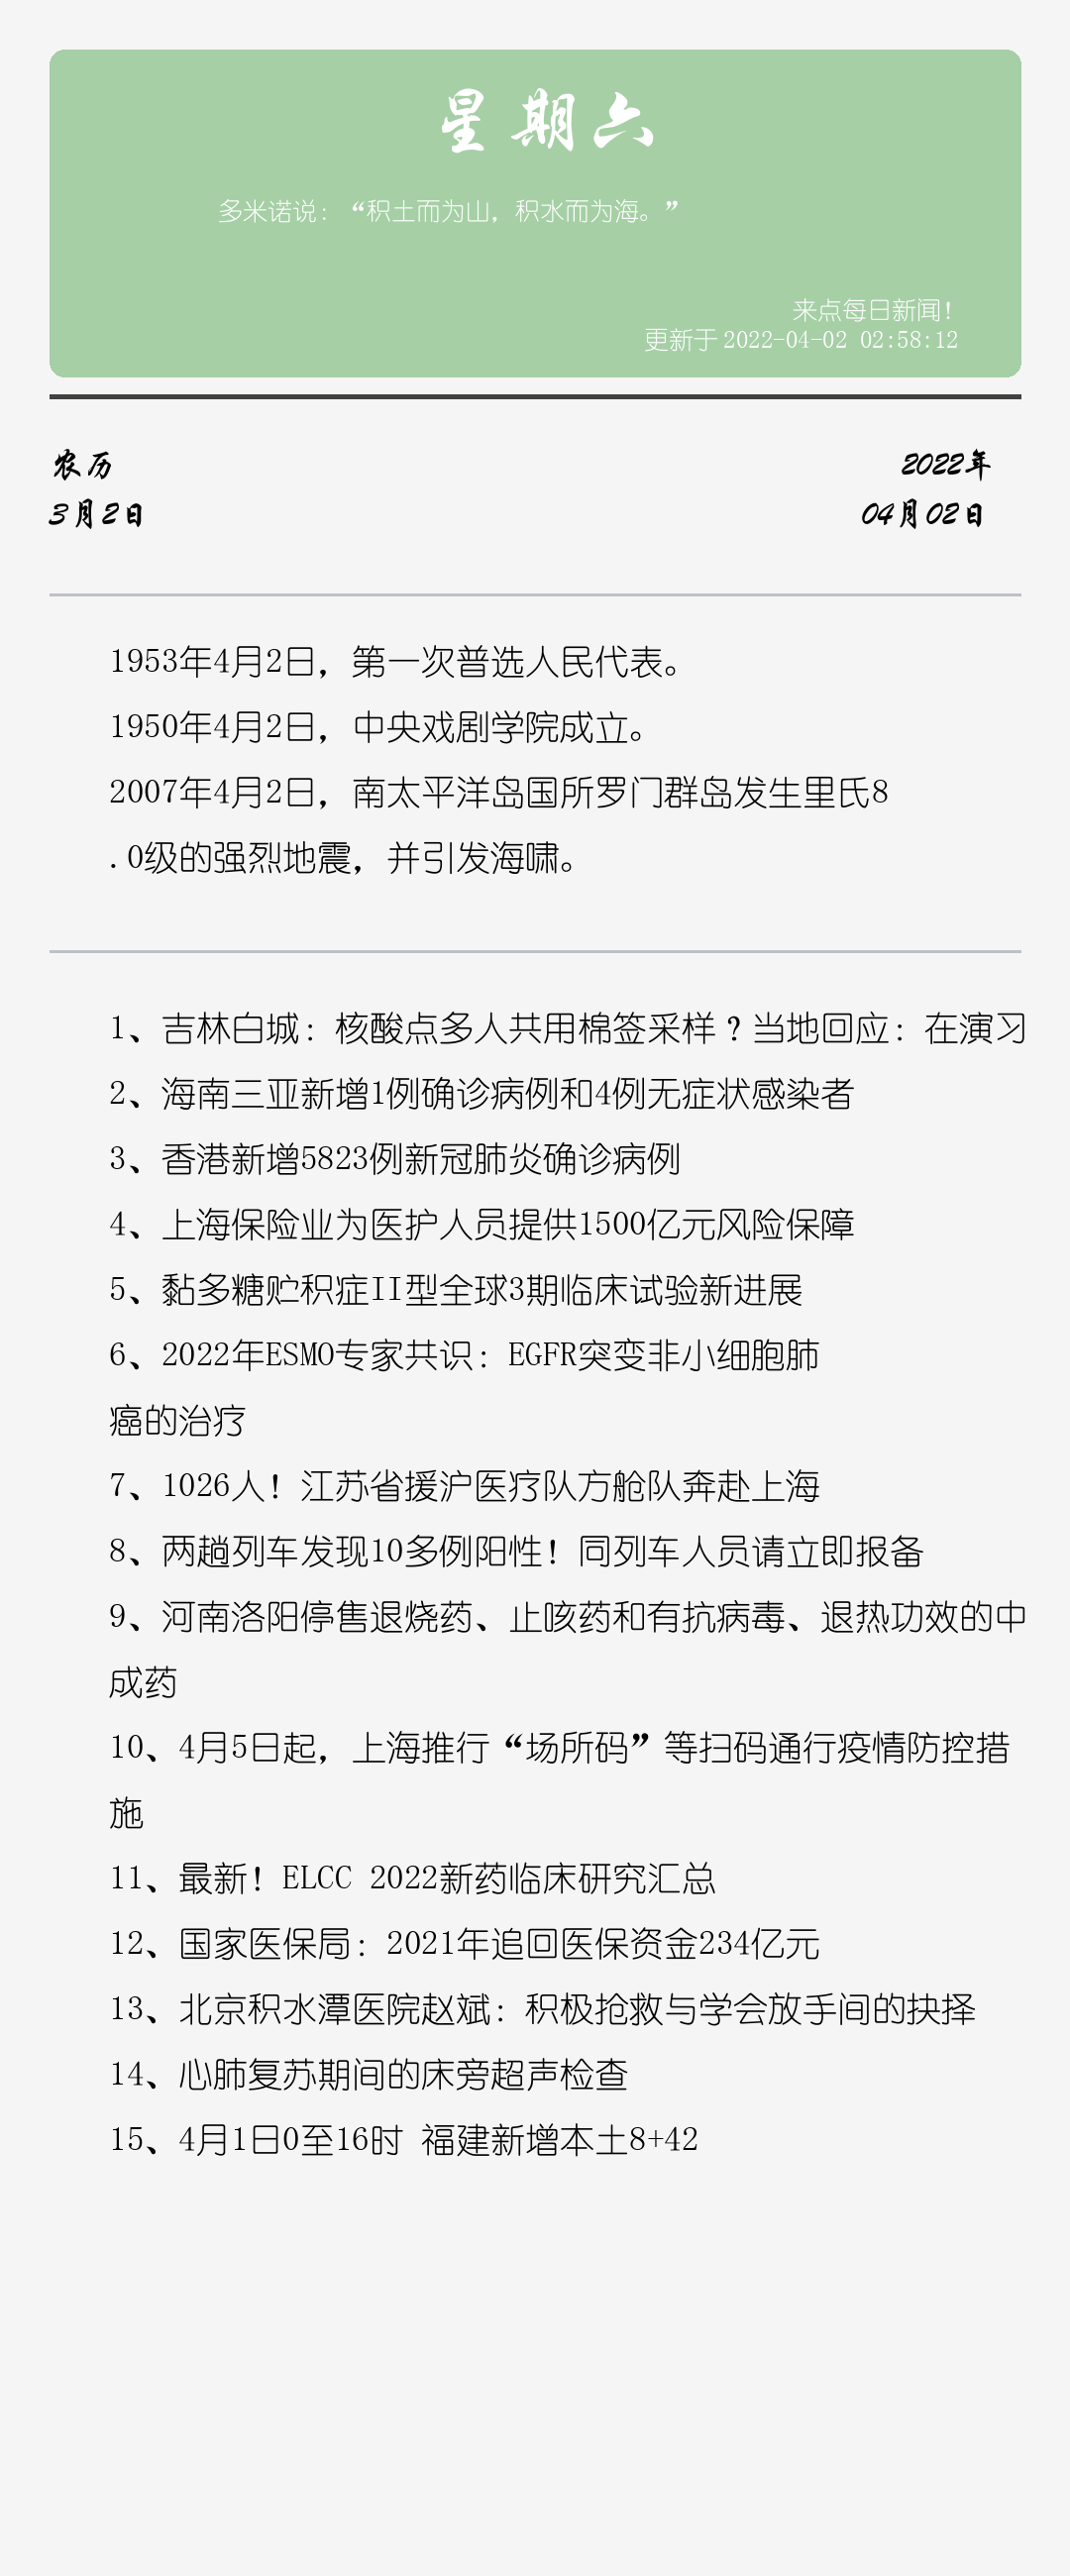 星期六
多米诺说：“积土而为山，积水而为海。”
来点每日新闻！
更新于 2022-04-02 02:58:12
农历
2022年
3月2日
04月02日
1953年4月2日，第一次普选人民代表。
1950年4月2日，中央戏剧学院成立。
2007年4月2日，南太平洋岛国所罗门群岛发生里氏8
.0级的强烈地震，并引发海啸。
1、吉林白城：核酸点多人共用棉签采样？当地回应：在演习
2、海南三亚新增1例确诊病例和4例无症状感染者
3、香港新增5823例新冠肺炎确诊病例
4、上海保险业为医护人员提供1500亿元风险保障
5、黏多糖贮积症II型全球3期临床试验新进展
6、2022年ESMO专家共识：EGFR突变非小细胞肺
癌的治疗
7、1026人！江苏省援沪医疗队方舱队奔赴上海
8、两趟列车发现10多例阳性！同列车人员请立即报备
9、河南洛阳停售退烧药、止咳药和有抗病毒、退热功效的中
成药
10、4月5日起，上海推行“场所码”等扫码通行疫情防控措
施
11、最新！ELCC 2022新药临床研究汇总
12、国家医保局：2021年追回医保资金234亿元
13、北京积水潭医院赵斌：积极抢救与学会放手间的抉择
14、心肺复苏期间的床旁超声检查
15、4月1日0至16时 福建新增本土8+42